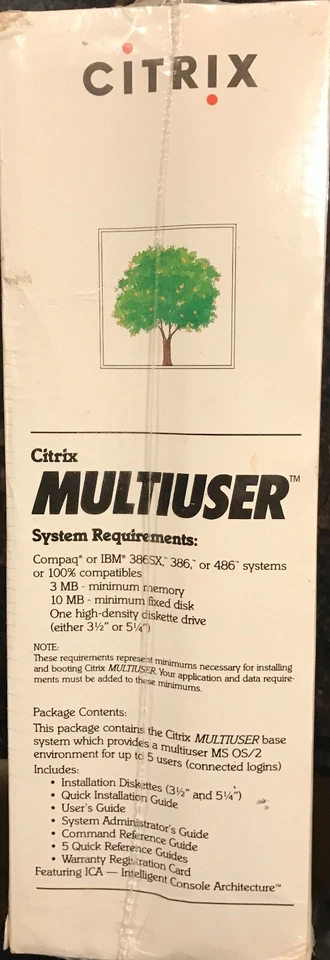 CiTRiX
Citrix
MULTIUSER™
System Requirements:
Compaq® or IBM® 386SX,™ 386,™ or 486™ systems
or 100% compatibles
3 MB - minimum memory
10 MB - minimum fixed disk
One high-density diskette drive
(either 3½″ or 5¼″)
NOTE:
These requirements represent minimums necessary for installing
and booting Citrix MULTIUSER. Your application and data require-
ments must be added to these minimums.
Package Contents:
This package contains the Citrix MULTIUSER base
system which provides a multiuser MS OS/2
environment for up to 5 users (connected logins)
Includes:
• Installation Diskettes (3½″ and 5¼″)
• Quick Installation Guide
• User's Guide
• System Administrator's Guide
• Command Reference Guide
• 5 Quick Reference Guides
• Warranty Registration Card
Featuring ICA — Intelligent Console Architecture™